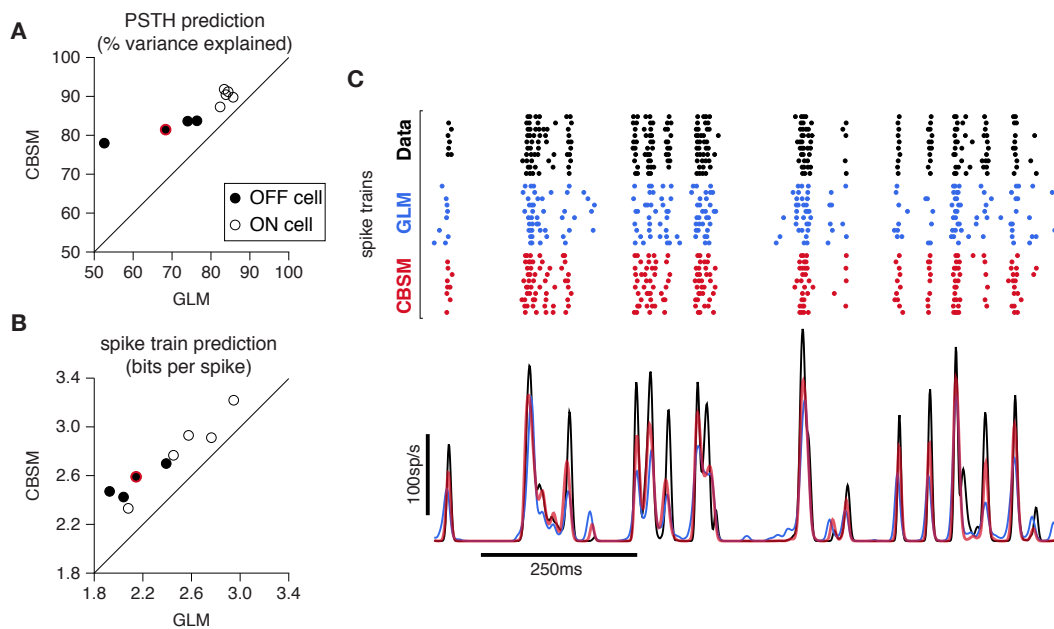 A
PSTH prediction
(% variance explained)
100
90
80
70
60
50
CBSM
OFF cell
ON cell
50 60 70 80 90 100
GLM
B
spike train prediction
(bits per spike)
3.4
3.0
2.6
2.2
1.8
CBSM
1.8 2.2 2.6 3.0 3.4
GLM
C
spike trains
Data
GLM
CBSM
100sp/s
250ms